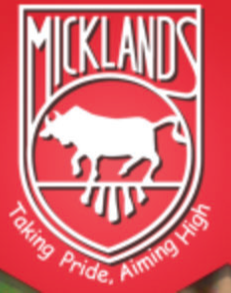 MICKLANDS
Taking Pride, Aiming High